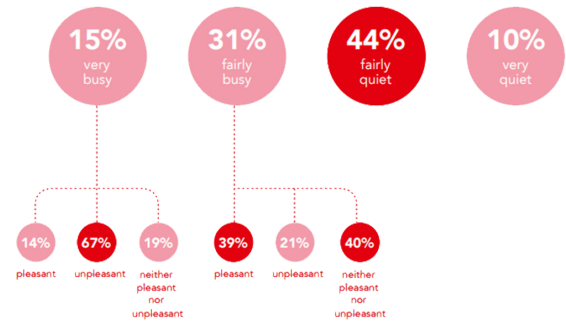 15%
very
busy
31%
fairly
busy
44%
fairly
quiet
10%
very
quiet
14%
pleasant
67%
unpleasant
19%
neither
pleasant
nor
unpleasant
39%
pleasant
21%
unpleasant
40%
neither
pleasant
nor
unpleasant